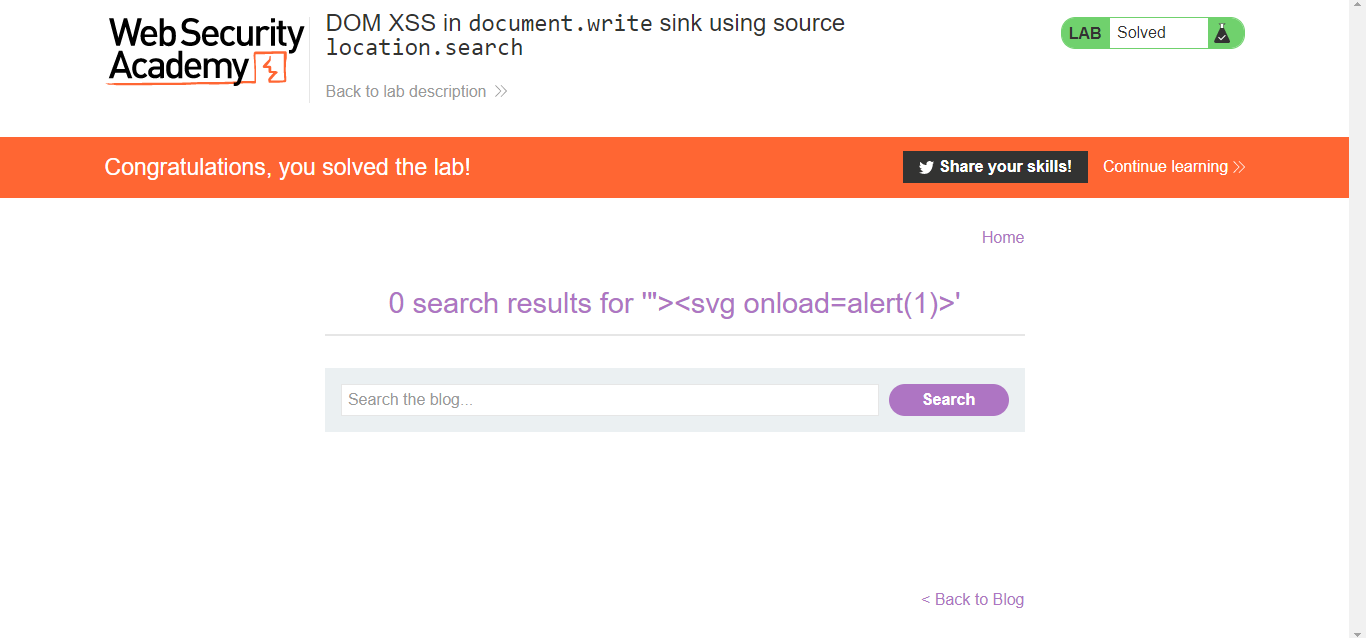 Web Security
Academy
DOM XSS in document.write sink using source
location.search
Back to lab description
LAB Solved
Congratulations, you solved the lab!
Share your skills!
Continue learning
Home
0 search results for '"><svg onload=alert(1)>'
Search the blog...
Search
< Back to Blog